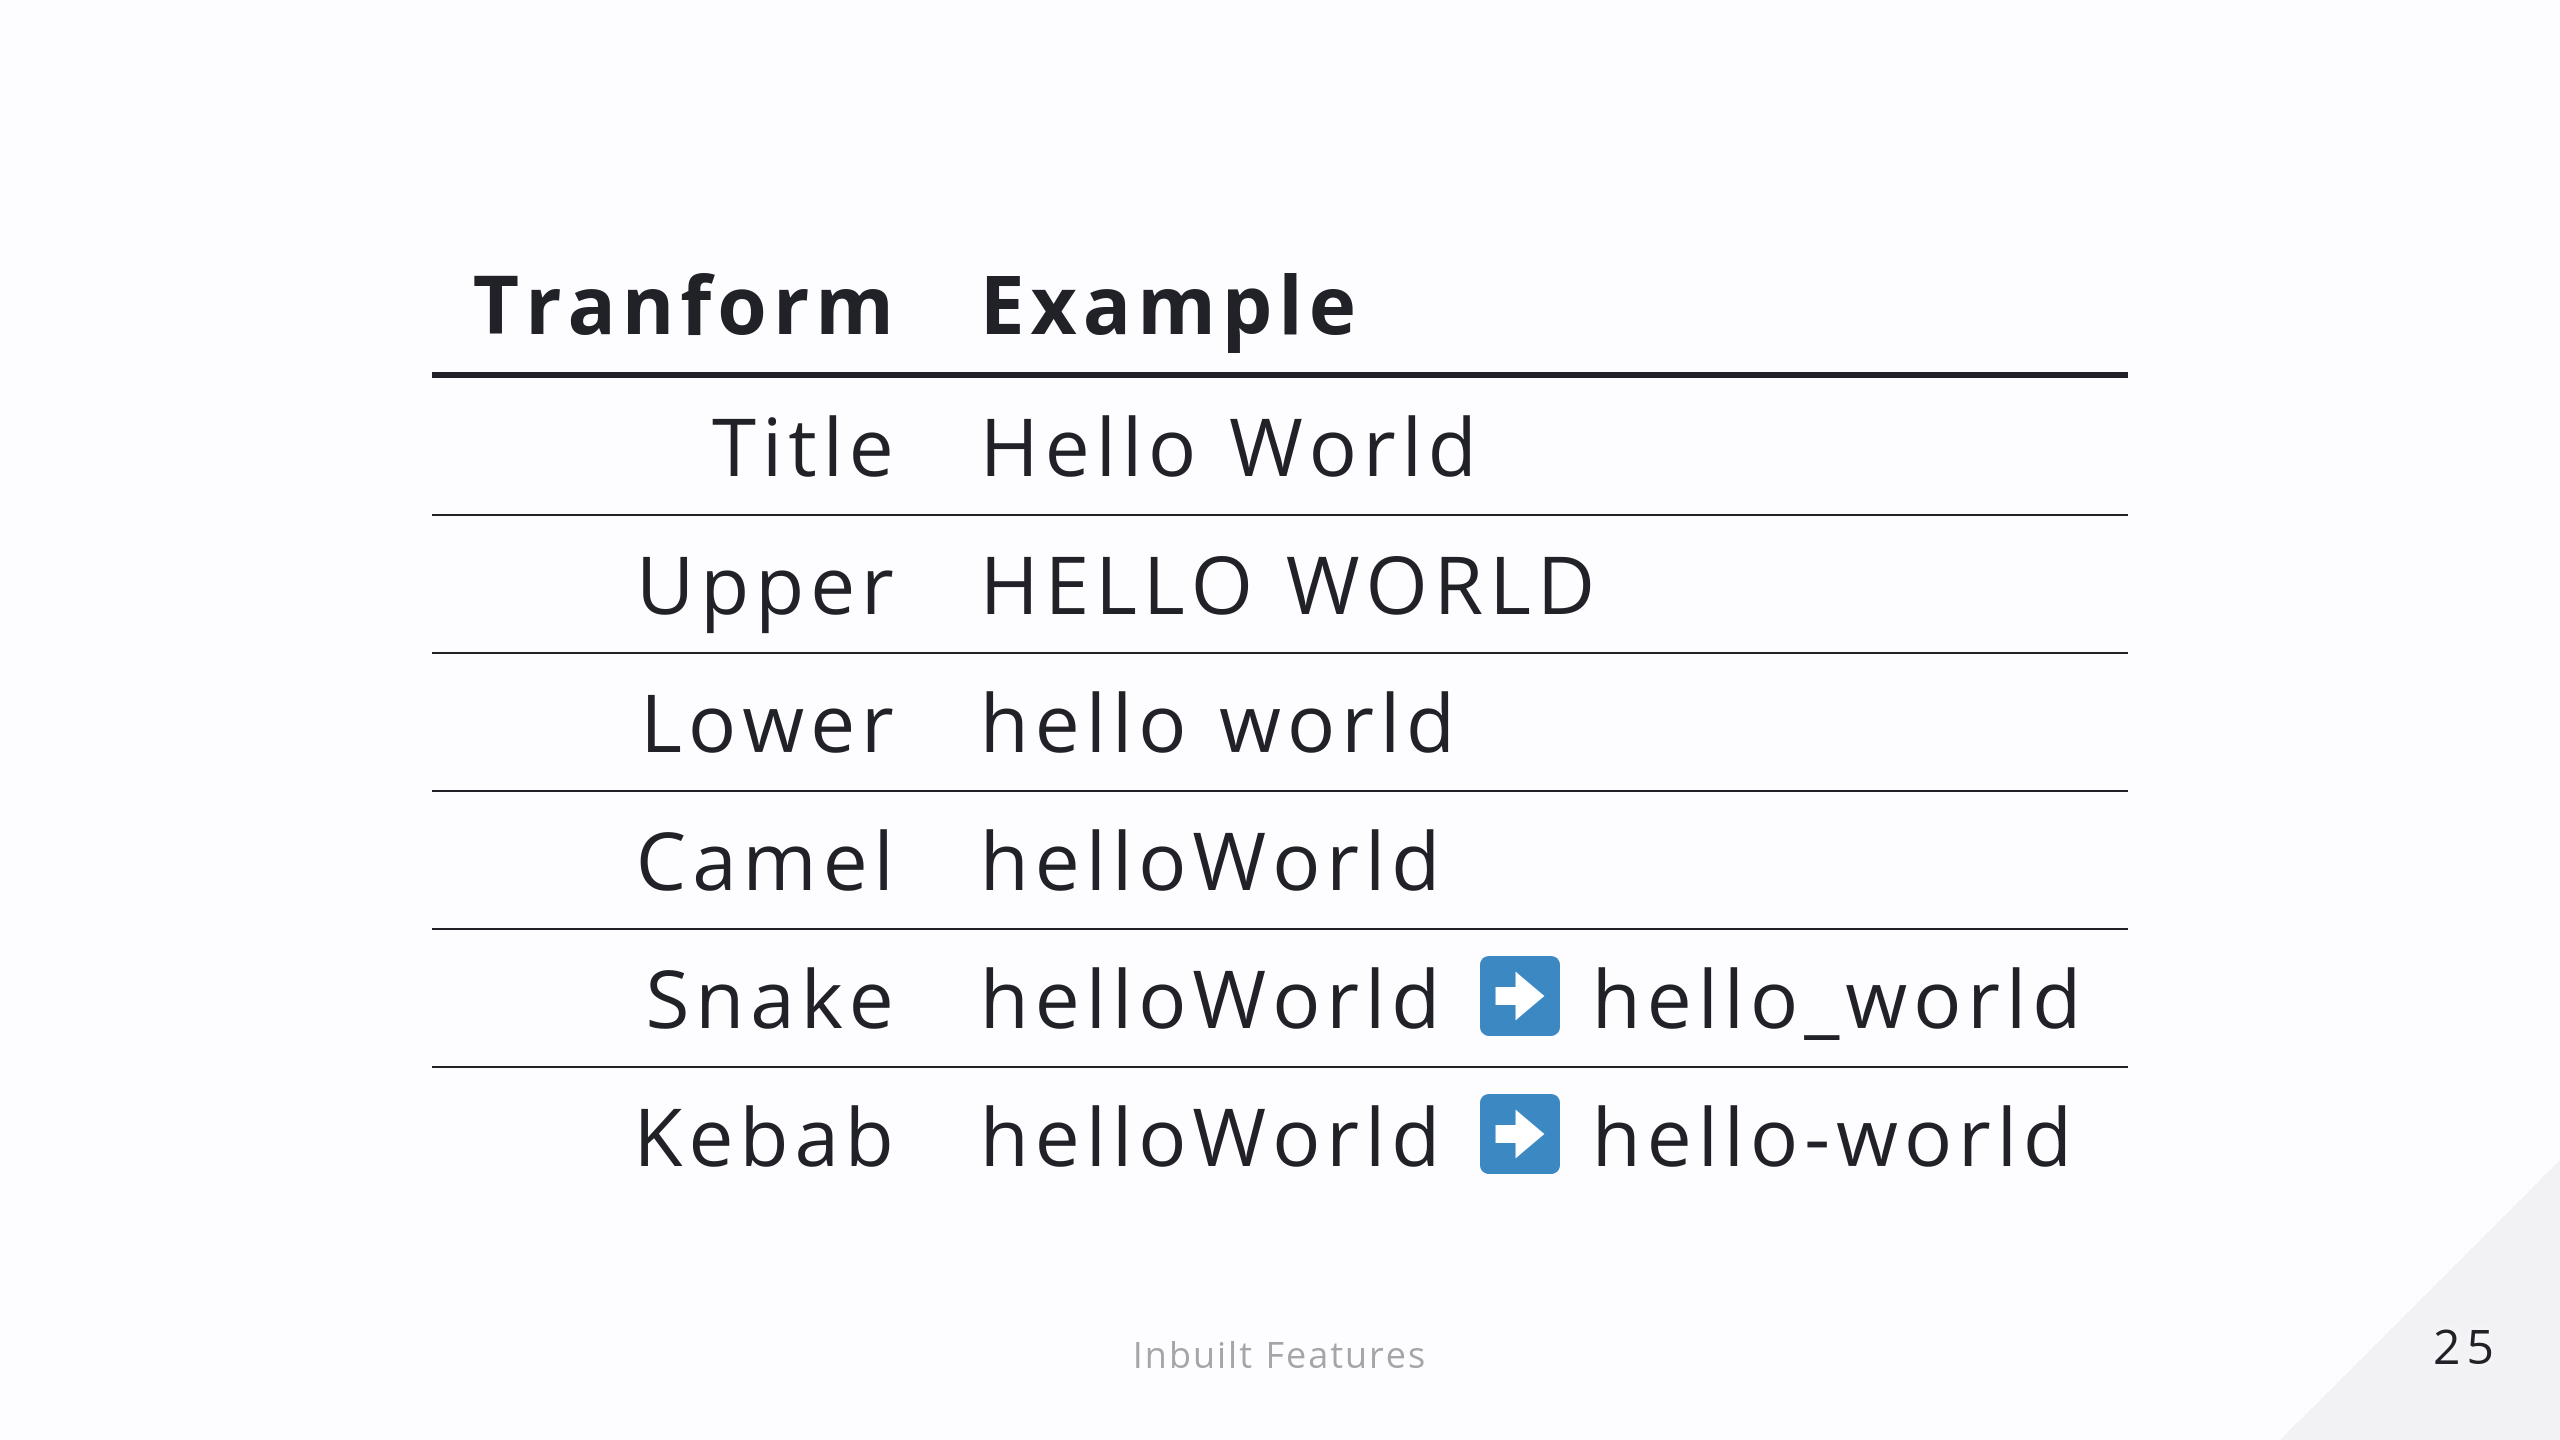 Tranform Example
Title Hello World
Upper HELLO WORLD
Lower hello world
Camel helloWorld
Snake helloWorld ➡ hello_world
Kebab helloWorld ➡ hello-world
Inbuilt Features
25